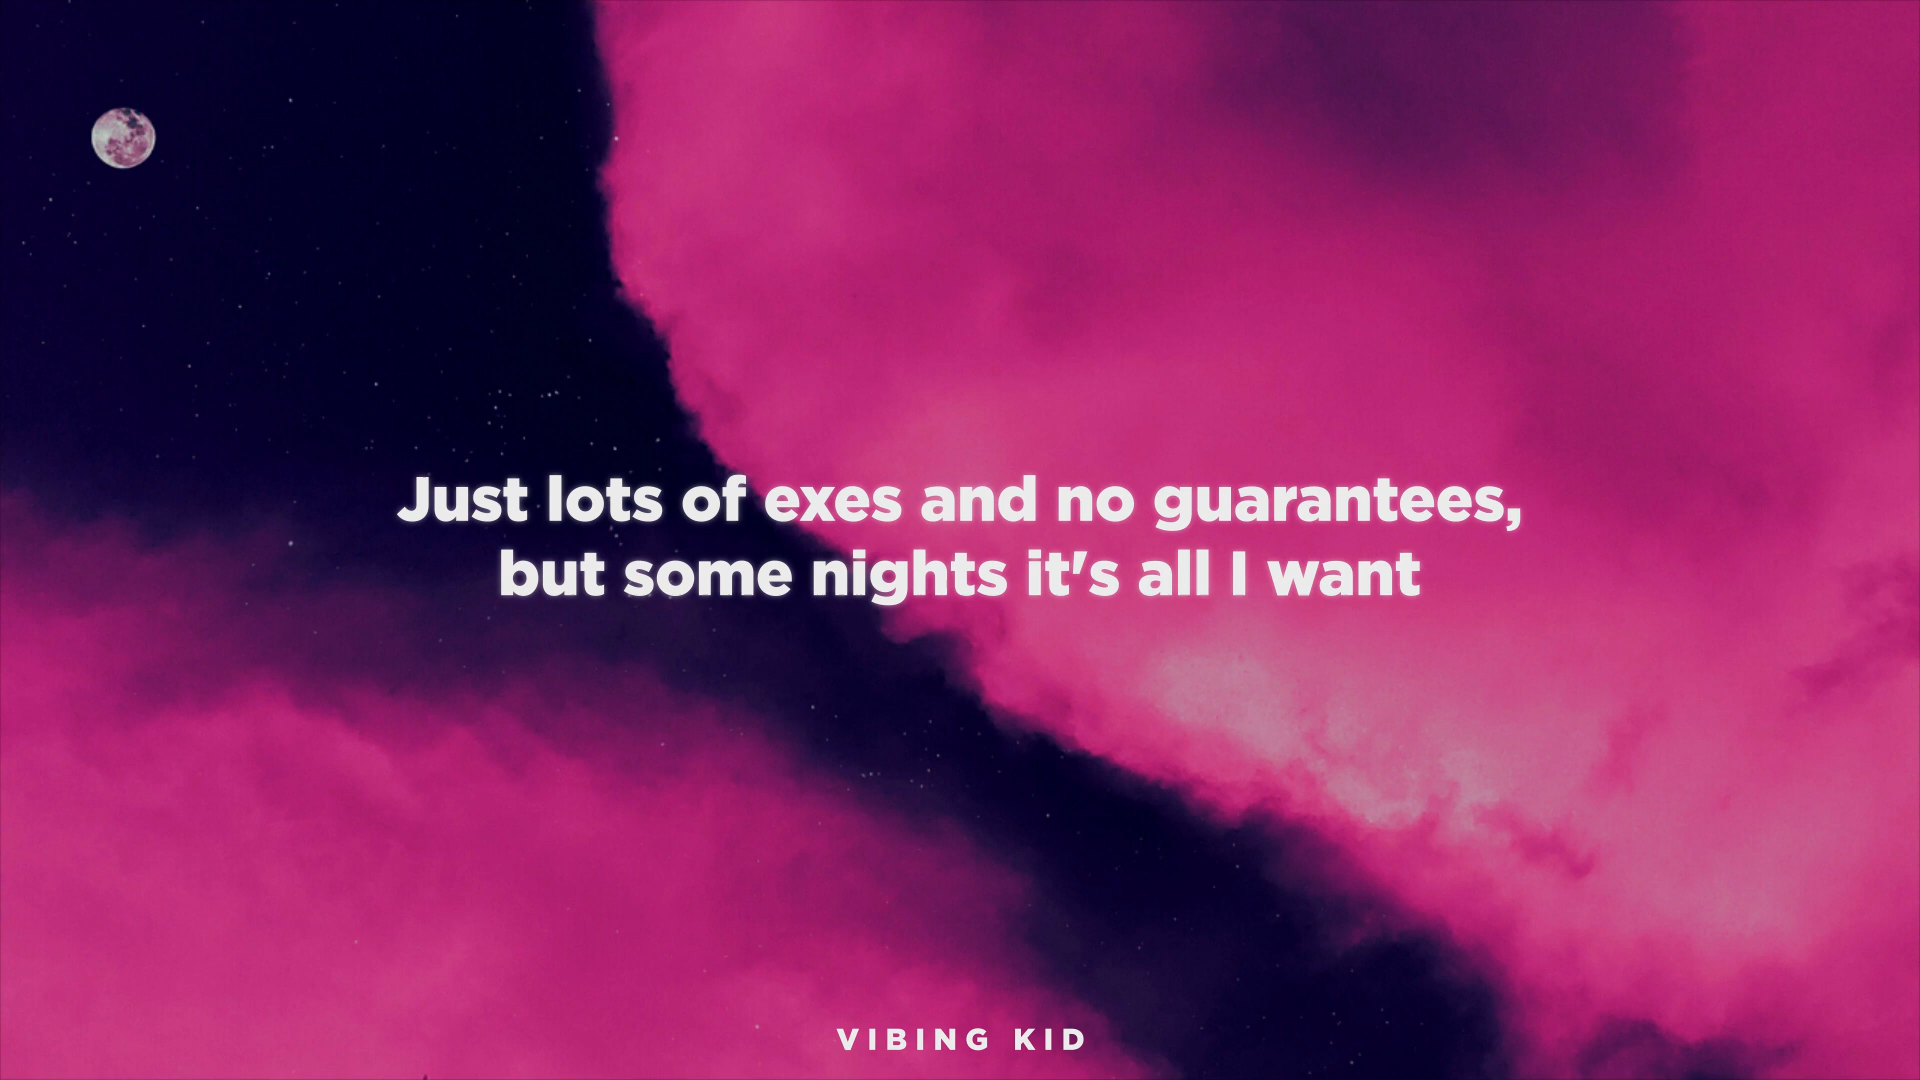 Just lots of exes and no guarantees,
but some nights it's all I want
VIBING KID